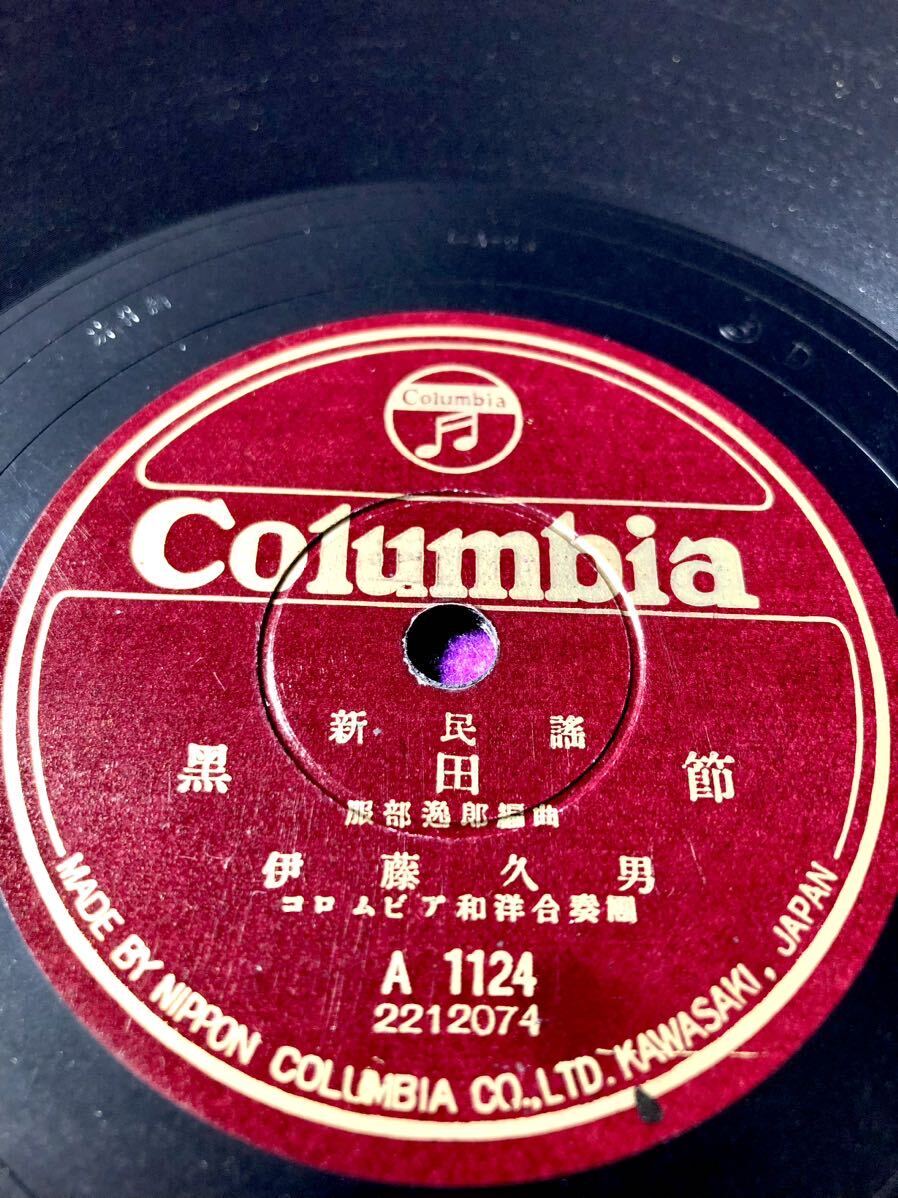 Columbia
Columbia
新民謠
黒田節
服部逸郎編曲
伊藤久男
コロムビア和洋合奏團
A 1124
2212074
MADE BY NIPPON COLUMBIA CO.,LTD. KAWASAKI, JAPAN